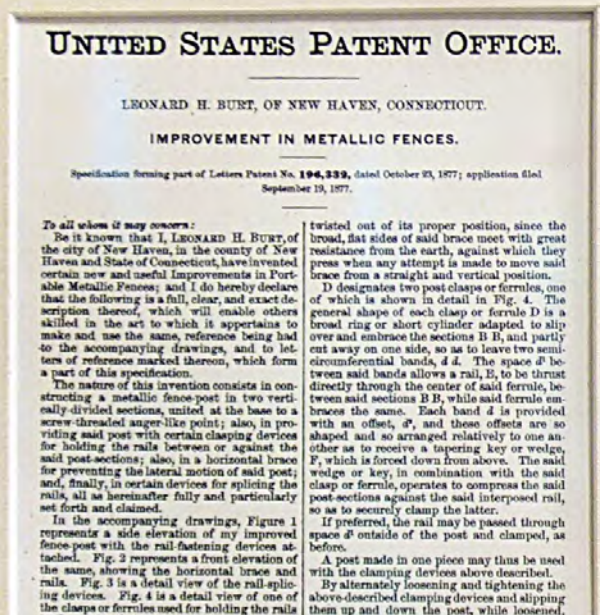 UNITED STATES PATENT OFFICE.
LEONARD H. BURT, OF NEW HAVEN, CONNECTICUT.
IMPROVEMENT IN METALLIC FENCES.
Specification forming part of Letters Patent No. 196,339, dated October 23, 1877; application filed
September 19, 1877.
To all whom it may concern:
Be it known that I, LEONARD H. BURT, of
the city of New Haven, in the county of New
Haven and State of Connecticut, have invented
certain new and useful Improvements in Port-
able Metallic Fences; and I do hereby declare
that the following is a full, clear, and exact de-
scription thereof, which will enable others
skilled in the art to which it appertains to
make and use the same, reference being had
to the accompanying drawings, and to let-
ters of reference marked thereon, which form
a part of this specification.
The nature of this invention consists in con-
structing a metallic fence-post in two verti-
cally-divided sections, united at the base to a
screw-threaded auger-like point; also, in pro-
viding said post with certain clasping devices
for holding the rails between or against the
said post-sections; also, in a horizontal brace
for preventing the lateral motion of said post;
and, finally, in certain devices for splicing the
rails, all as hereinafter fully and particularly
set forth and claimed.
In the accompanying drawings, Figure 1
represents a side elevation of my improved
fence-post with the rail-fastening devices at-
tached. Fig. 2 represents a front elevation of
the same, showing the horizontal brace and
rails. Fig. 3 is a detail view of the rail-splic-
ing devices. Fig. 4 is a detail view of one of
the clasps or ferrules used for holding the rails
twisted out of its proper position, since the
broad, flat sides of said brace meet with great
resistance from the earth, against which they
press when any attempt is made to move said
brace from a straight and vertical position.
D designates two post clasps or ferrules, one
of which is shown in detail in Fig. 4. The
general shape of each clasp or ferrule D is a
broad ring or short cylinder adapted to slip
over and embrace the sections B B, and partly
cut away on one side, so as to leave two semi-
circumferential bands, d d. The space d¹ be-
tween said bands allows a rail, E, to be thrust
directly through the center of said ferrule, be-
tween said sections B B, while said ferrule em-
braces the same. Each band d is provided
with an offset, d², and these offsets are so
shaped and so arranged relatively to one an-
other as to receive a tapering key or wedge,
F, which is forced down from above. The said
wedge or key, in combination with the said
clasp or ferrule, operates to compress the said
post-sections against the said interposed rail,
so as to securely clamp the latter.
If preferred, the rail may be passed through
space d¹ outside of the post and clamped, as
before.
A post made in one piece may thus be used
with the clamping devices above described.
By alternately loosening and tightening the
above-described clamping devices and slipping
them up and down the post, while loosened,